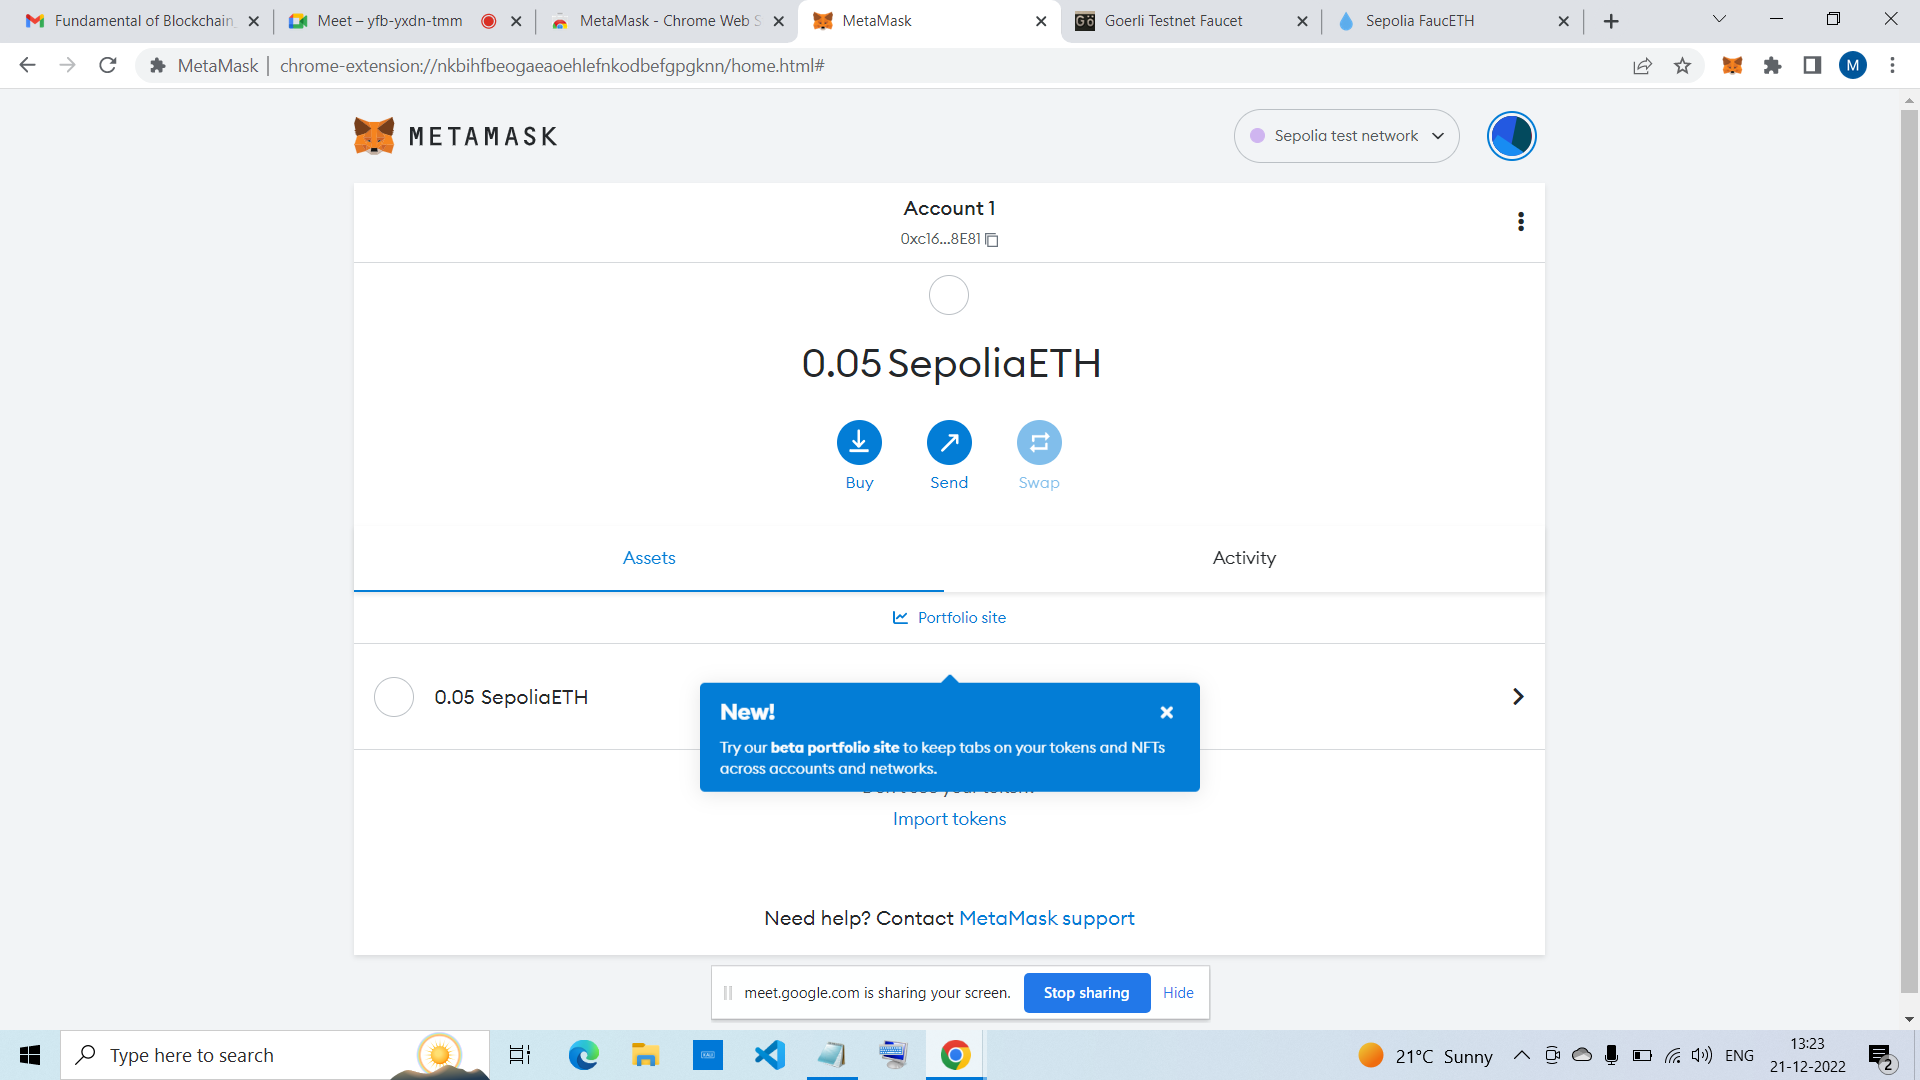 Fundamental of Blockchain
Meet – yfb-yxdn-tmm
MetaMask - Chrome Web S
MetaMask
Goerli Testnet Faucet
Sepolia FaucETH
MetaMask
chrome-extension://nkbihfbeogaeaoehlefnkodbefgpgknn/home.html#
M
METAMASK
Sepolia test network
Account 1
0xc16...8E81
0.05 SepoliaETH
Buy
Send
Swap
Assets
Activity
Portfolio site
0.05 SepoliaETH
New!
Try our beta portfolio site to keep tabs on your tokens and NFTs
across accounts and networks.
Import tokens
Need help? Contact MetaMask support
meet.google.com is sharing your screen.
Stop sharing
Hide
Type here to search
21°C Sunny
ENG
13:23
21-12-2022
2